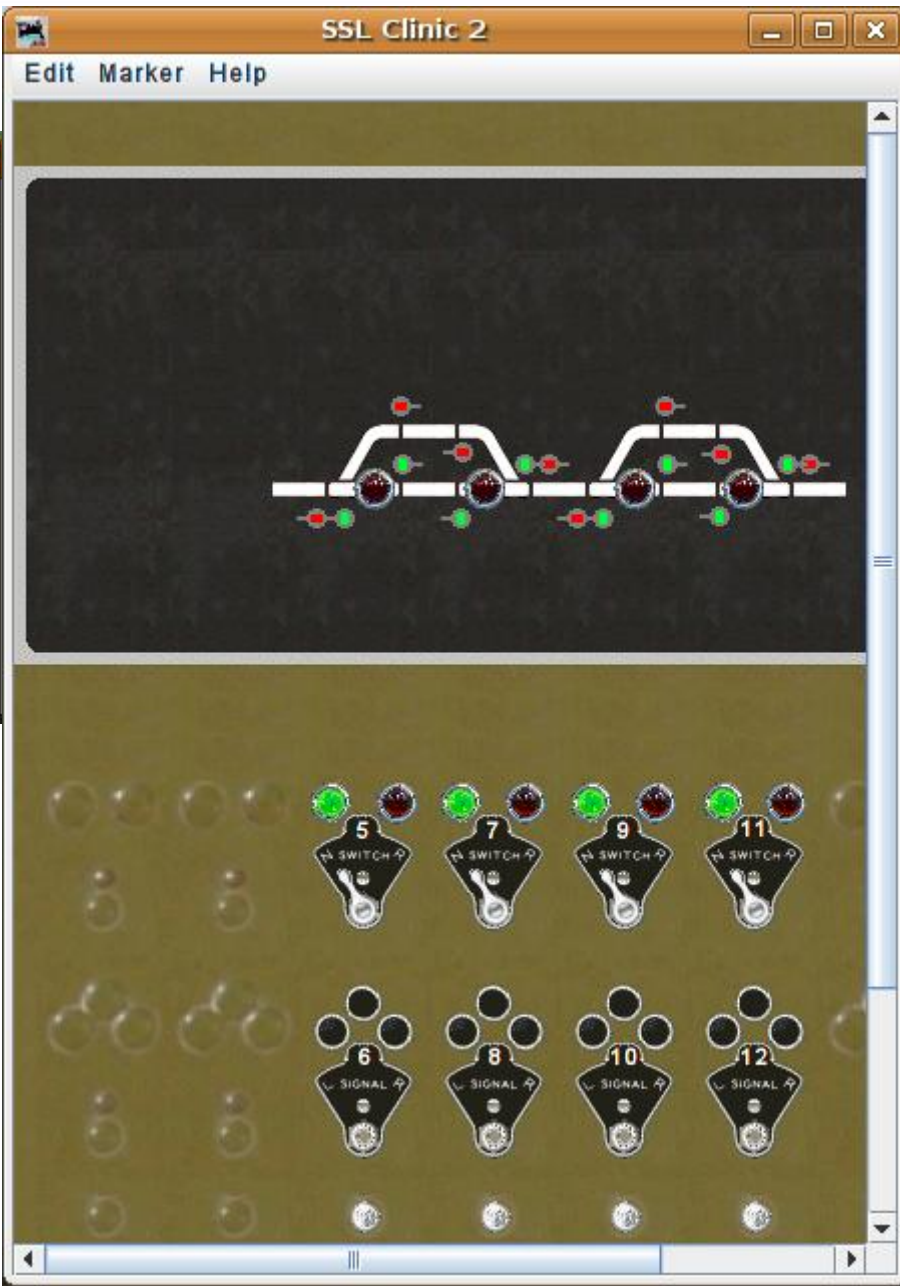 SSL Clinic 2
Edit Marker Help
5 7 9 11
N SWITCH R N SWITCH R N SWITCH R N SWITCH R
6 8 10 12
L SIGNAL R L SIGNAL R L SIGNAL R L SIGNAL R